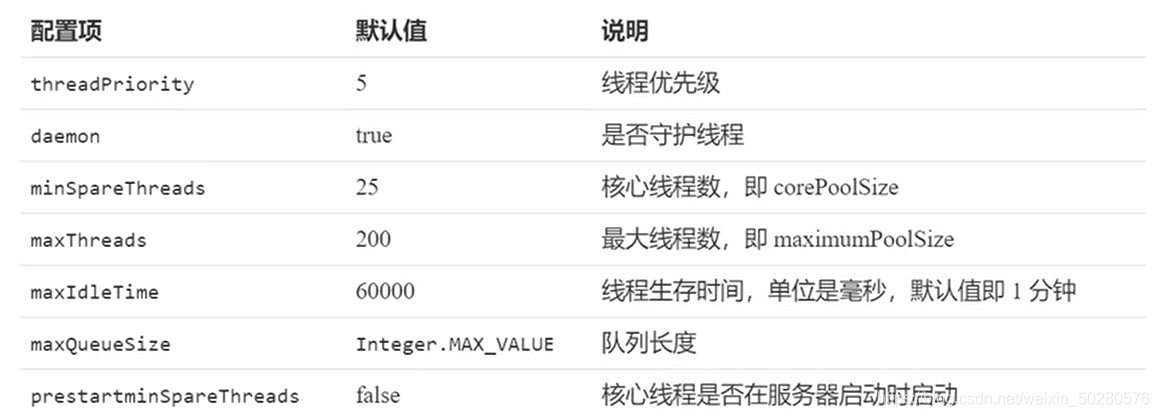 配置项 默认值 说明
threadPriority 5 线程优先级
daemon true 是否守护线程
minSpareThreads 25 核心线程数，即 corePoolSize
maxThreads 200 最大线程数，即 maximumPoolSize
maxIdleTime 60000 线程生存时间，单位是毫秒，默认值即 1 分钟
maxQueueSize Integer.MAX_VALUE 队列长度
prestartminSpareThreads false 核心线程是否在服务器启动时启动
https://blog.csdn.net/weixin_50280576